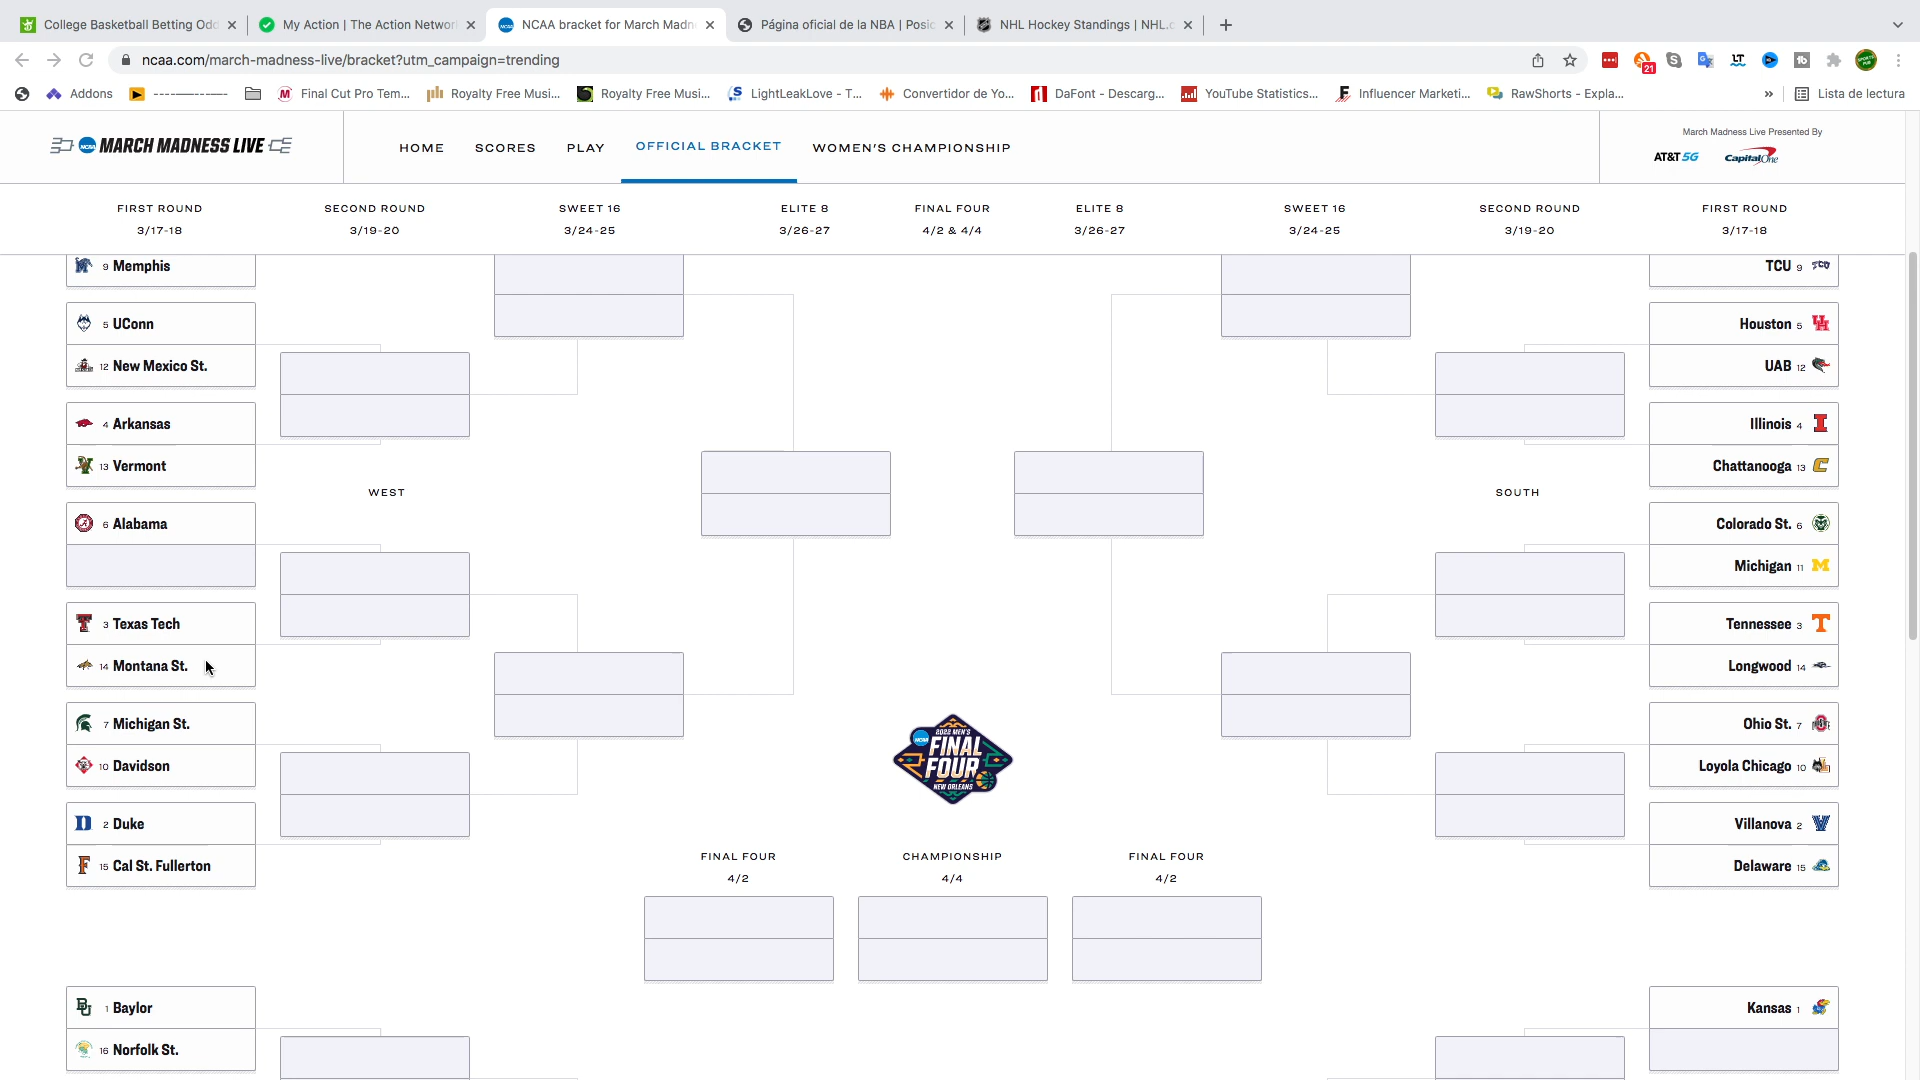 College Basketball Betting Odd
My Action | The Action Networ
NCAA bracket for March Madn
Página oficial de la NBA | Posic
NHL Hockey Standings | NHL.c
ncaa.com/march-madness-live/bracket?utm_campaign=trending
21
Addons
Final Cut Pro Tem...
Royalty Free Musi...
Royalty Free Musi...
LightLeakLove - T...
Convertidor de Yo...
DaFont - Descarg...
YouTube Statistics...
Influencer Marketi...
RawShorts - Expla...
»
Lista de lectura
NCAA MARCH MADNESS LIVE
HOME
SCORES
PLAY
OFFICIAL BRACKET
WOMEN'S CHAMPIONSHIP
March Madness Live Presented By
AT&T 5G
Capital One
FIRST ROUND
3/17-18
SECOND ROUND
3/19-20
SWEET 16
3/24-25
ELITE 8
3/26-27
FINAL FOUR
4/2 & 4/4
ELITE 8
3/26-27
SWEET 16
3/24-25
SECOND ROUND
3/19-20
FIRST ROUND
3/17-18
9 Memphis
5 UConn
12 New Mexico St.
4 Arkansas
13 Vermont
WEST
6 Alabama
3 Texas Tech
14 Montana St.
7 Michigan St.
10 Davidson
2 Duke
15 Cal St. Fullerton
TCU 9 TCU
Houston 5
UAB 12
Illinois 4
Chattanooga 13
SOUTH
Colorado St. 6
Michigan 11
Tennessee 3
Longwood 14
Ohio St. 7
Loyola Chicago 10
Villanova 2
Delaware 15
NCAA
2022 MEN'S
FINAL
FOUR
NEW ORLEANS
FINAL FOUR
4/2
CHAMPIONSHIP
4/4
FINAL FOUR
4/2
1 Baylor
16 Norfolk St.
Kansas 1